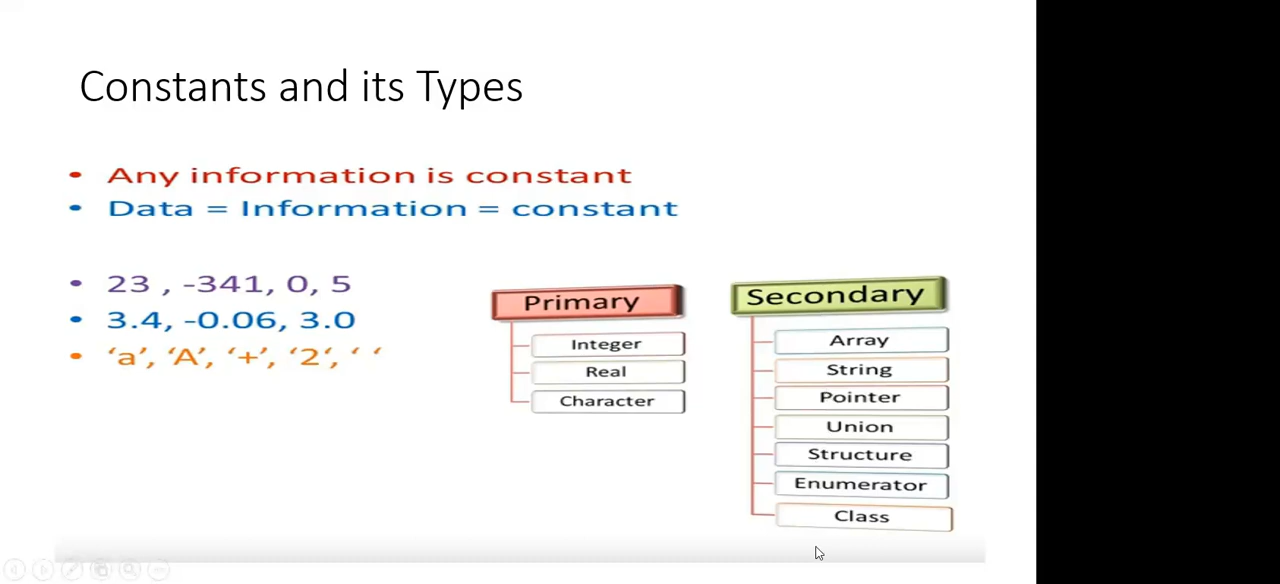 Constants and its Types
• Any information is constant
• Data = Information = constant
• 23 , -341, 0, 5
• 3.4, -0.06, 3.0
• ‘a’, ‘A’, ‘+’, ‘2’, ‘ ‘
Primary
Integer
Real
Character
Secondary
Array
String
Pointer
Union
Structure
Enumerator
Class